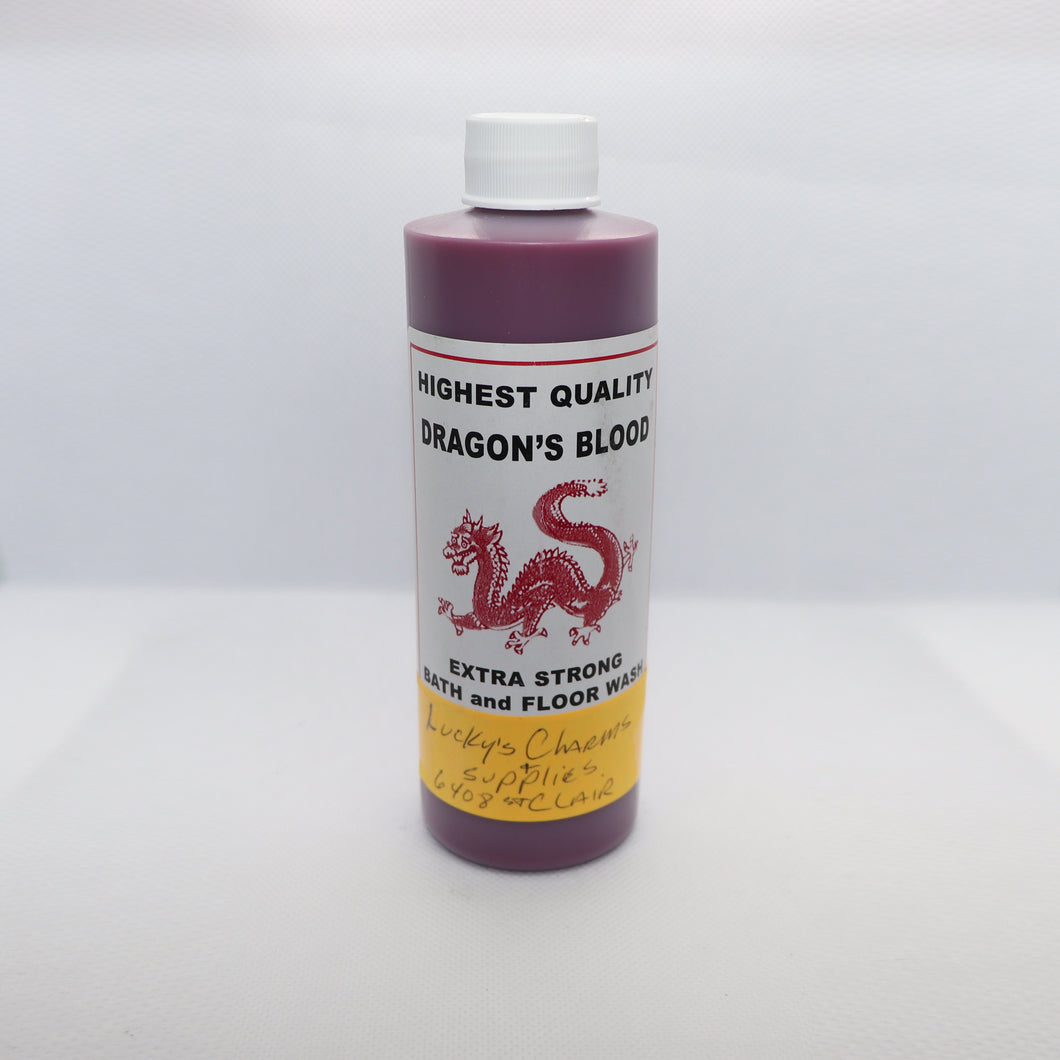 HIGHEST QUALITY
DRAGON'S BLOOD
EXTRA STRONG
BATH and FLOOR WASH
Lucky's Charms
+
Supplies.
6408 St CLAIR